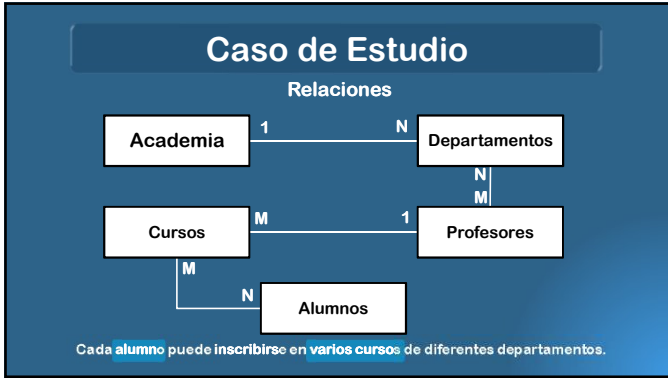 Caso de Estudio
Relaciones
Academia
1
N
Departamentos
N
M
Cursos
M
1
Profesores
M
N
Alumnos
Cada alumno puede inscribirse en varios cursos de diferentes departamentos.